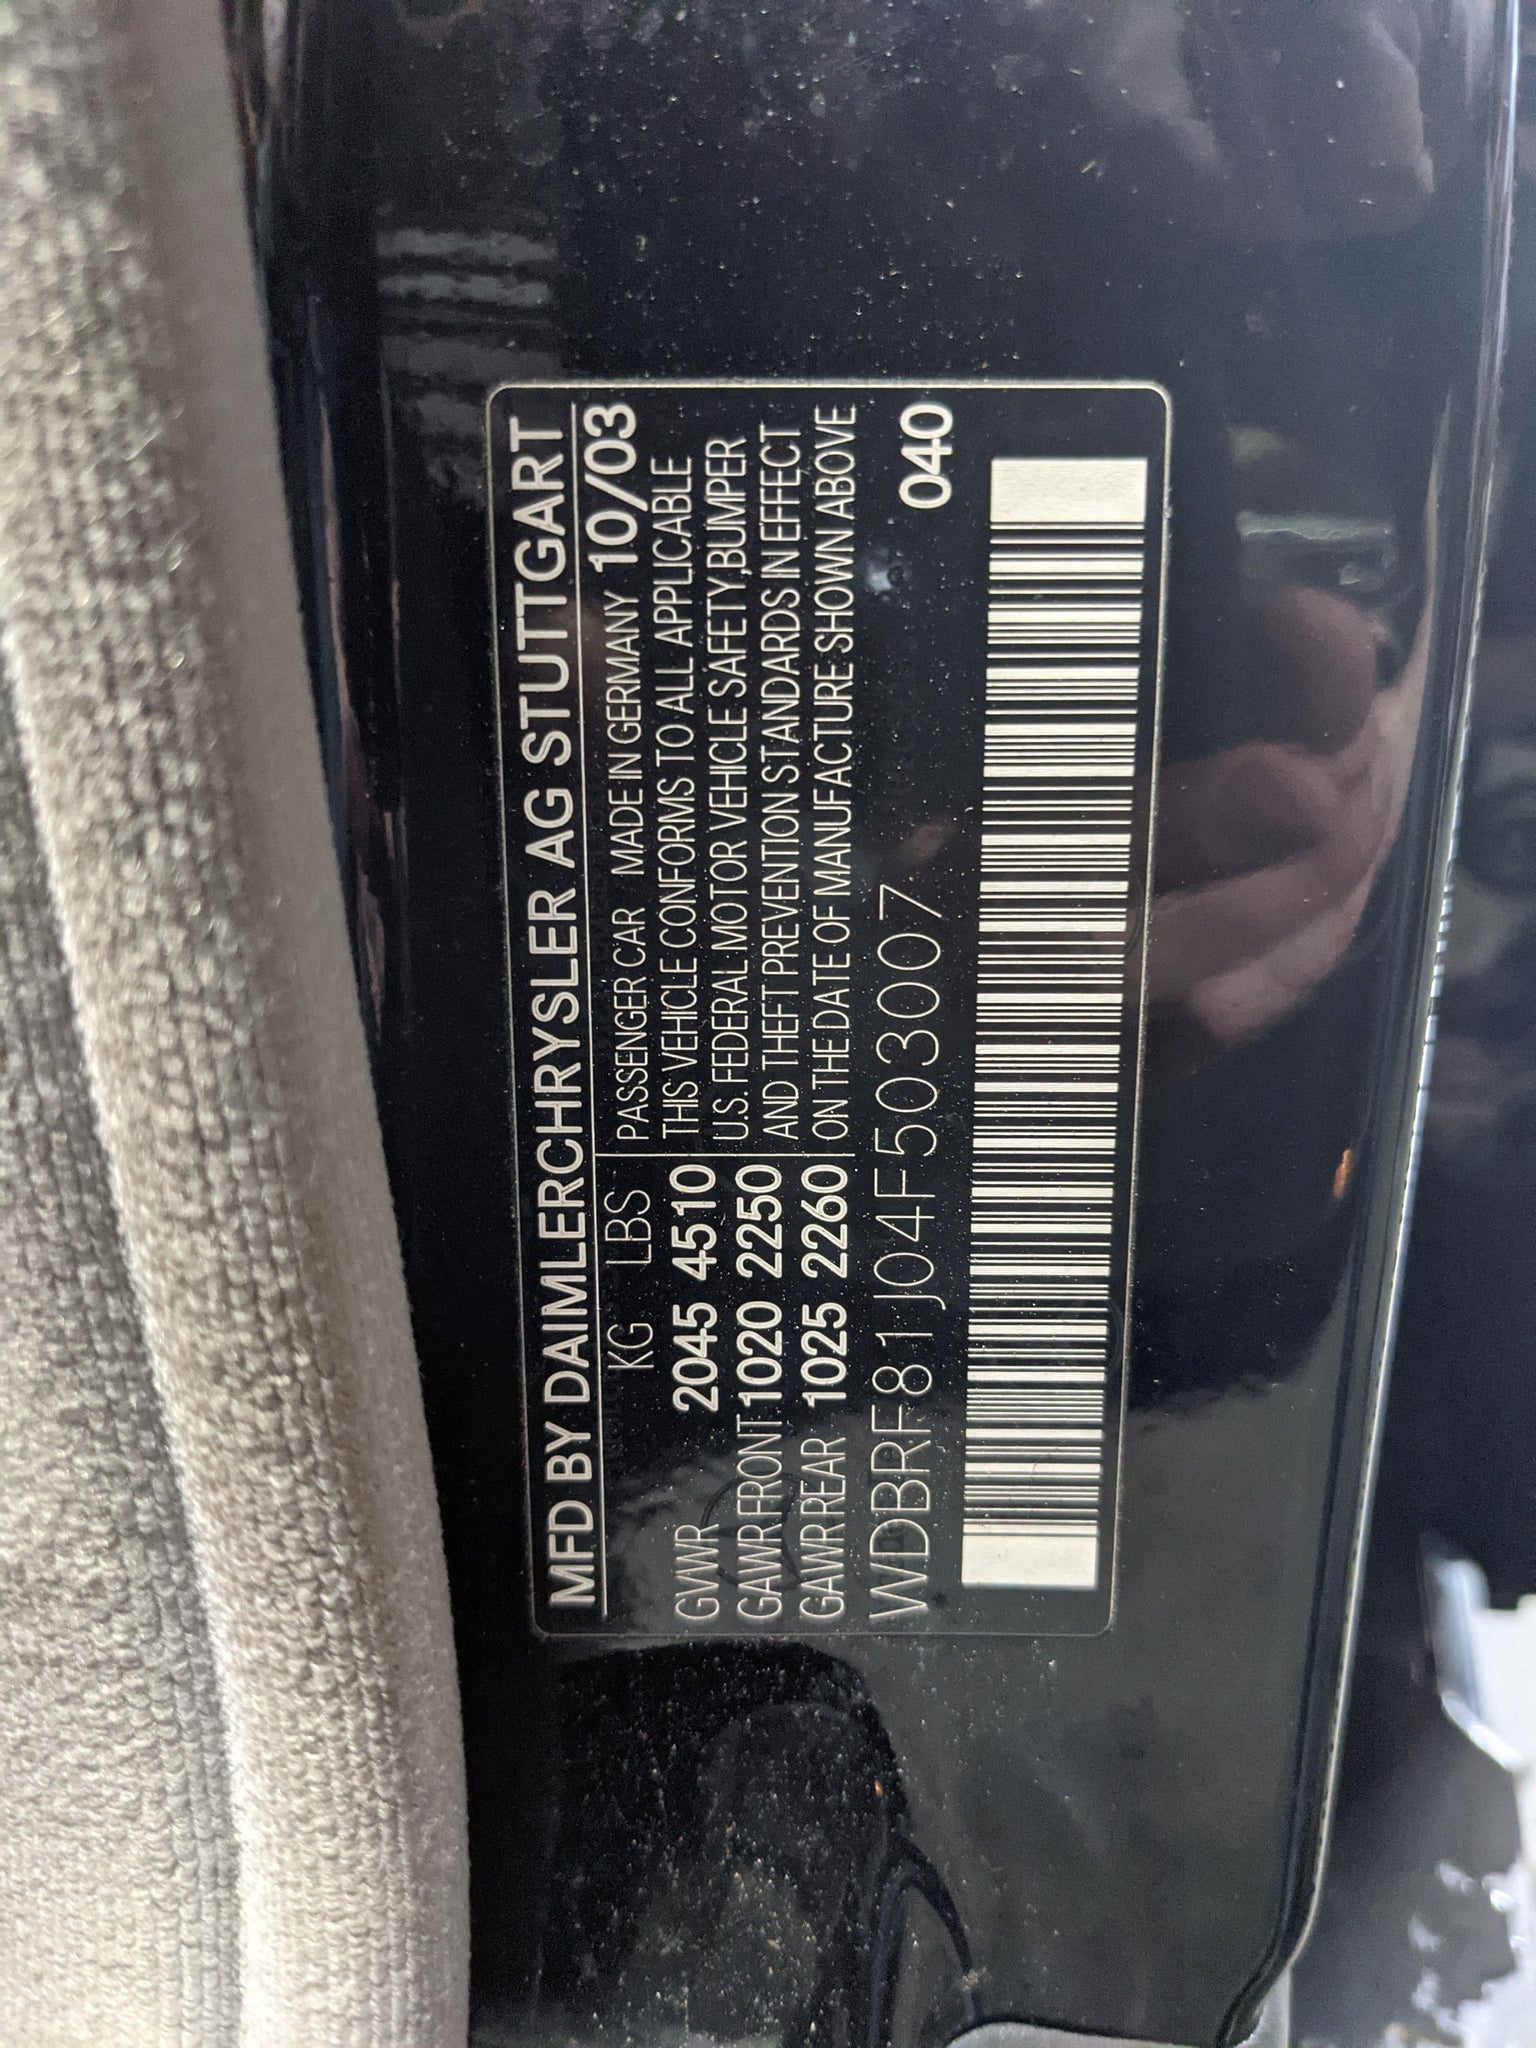 MFD BY DAIMLERCHRYSLER AG STUTTGART
KG LBS
GVWR 2045 4510
GAWR FRONT 1020 2250
GAWR REAR 1025 2260
PASSENGER CAR MADE IN GERMANY 10/03
THIS VEHICLE CONFORMS TO ALL APPLICABLE
U.S. FEDERAL MOTOR VEHICLE SAFETY,BUMPER
AND THEFT PREVENTION STANDARDS IN EFFECT
ON THE DATE OF MANUFACTURE SHOWN ABOVE
WDBRF81J04F503007
040